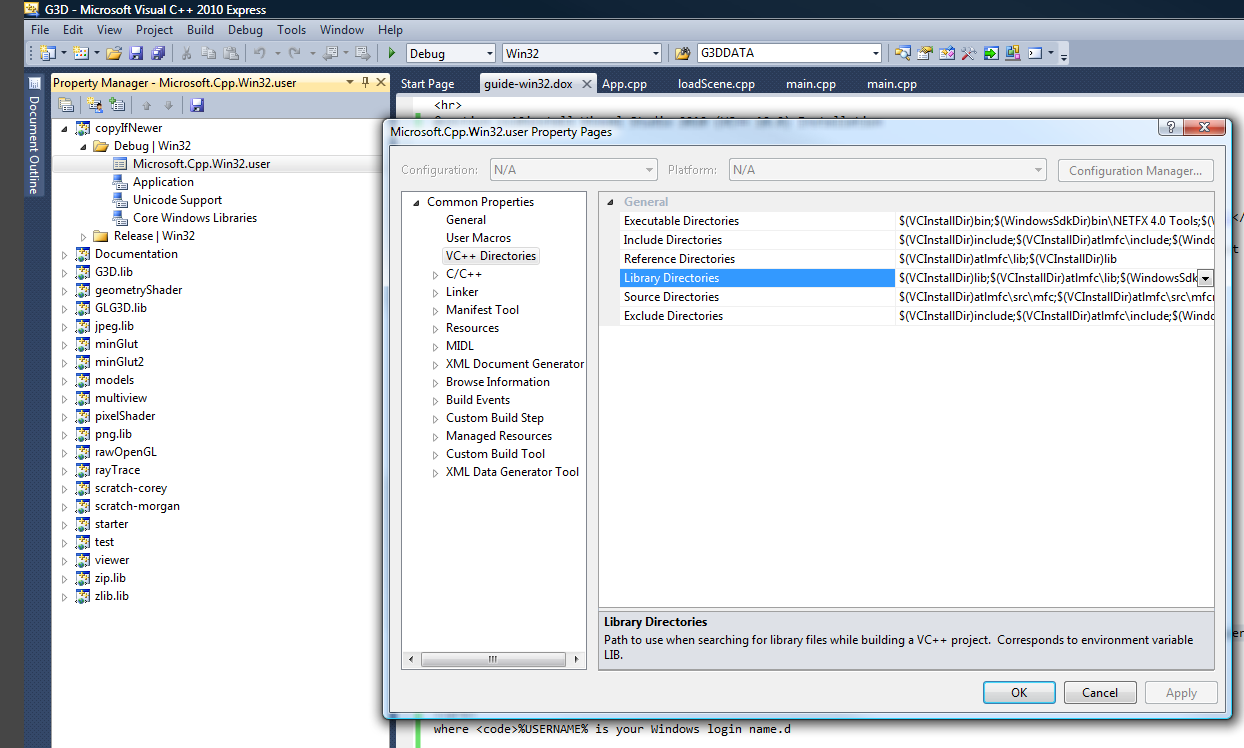 G3D - Microsoft Visual C++ 2010 Express
File Edit View Project Build Debug Tools Window Help
Debug Win32 G3DDATA
Document Outline
Property Manager - Microsoft.Cpp.Win32.user
copyIfNewer
Debug | Win32
Microsoft.Cpp.Win32.user
Application
Unicode Support
Core Windows Libraries
Release | Win32
Documentation
G3D.lib
geometryShader
GLG3D.lib
jpeg.lib
minGlut
minGlut2
models
multiview
pixelShader
png.lib
rawOpenGL
rayTrace
scratch-corey
scratch-morgan
starter
test
viewer
zip.lib
zlib.lib
Start Page guide-win32.dox App.cpp loadScene.cpp main.cpp main.cpp
<hr>
Microsoft.Cpp.Win32.user Property Pages
Configuration: N/A Platform: N/A Configuration Manager...
Common Properties
General
User Macros
VC++ Directories
C/C++
Linker
Manifest Tool
Resources
MIDL
XML Document Generator
Browse Information
Build Events
Custom Build Step
Managed Resources
Custom Build Tool
XML Data Generator Tool
General
Executable Directories $(VCInstallDir)bin;$(WindowsSdkDir)bin\NETFX 4.0 Tools;$(W
Include Directories $(VCInstallDir)include;$(VCInstallDir)atlmfc\include;$(Windo
Reference Directories $(VCInstallDir)atlmfc\lib;$(VCInstallDir)lib
Library Directories $(VCInstallDir)lib;$(VCInstallDir)atlmfc\lib;$(WindowsSdk
Source Directories $(VCInstallDir)atlmfc\src\mfc;$(VCInstallDir)atlmfc\src\mfcm
Exclude Directories $(VCInstallDir)include;$(VCInstallDir)atlmfc\include;$(Windo
Library Directories
Path to use when searching for library files while building a VC++ project. Corresponds to environment variable
LIB.
OK Cancel Apply
where <code>%USERNAME% is your Windows login name.d